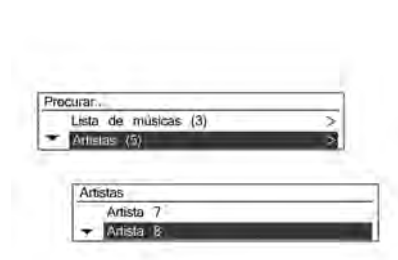 Procurar...
Lista de músicas (3) >
Artistas (5) >
Artistas
Artista 7
Artista 8